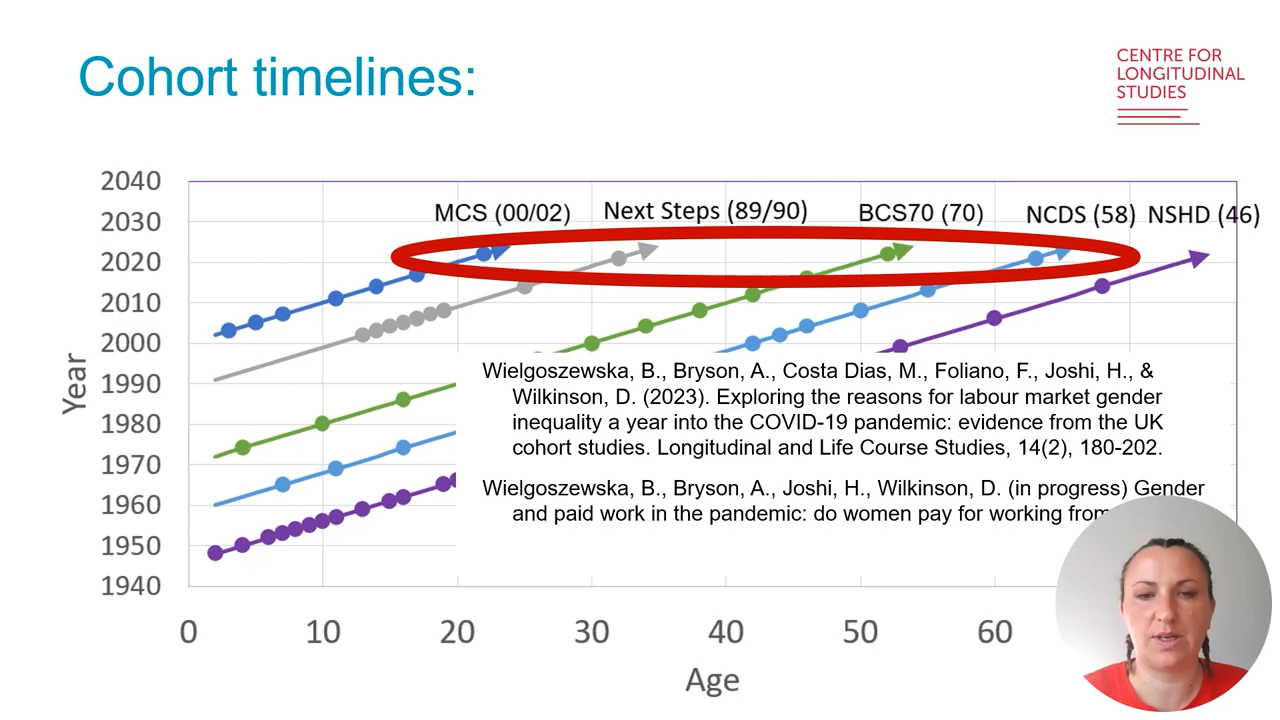 Cohort timelines:
CENTRE FOR
LONGITUDINAL
STUDIES
2040
2030
2020
2010
2000
1990
1980
1970
1960
1950
1940
Year
MCS (00/02)
Next Steps (89/90)
BCS70 (70)
NCDS (58)
NSHD (46)
Wielgoszewska, B., Bryson, A., Costa Dias, M., Foliano, F., Joshi, H., &
Wilkinson, D. (2023). Exploring the reasons for labour market gender
inequality a year into the COVID-19 pandemic: evidence from the UK
cohort studies. Longitudinal and Life Course Studies, 14(2), 180-202.
Wielgoszewska, B., Bryson, A., Joshi, H., Wilkinson, D. (in progress) Gender
and paid work in the pandemic: do women pay for working from
0 10 20 30 40 50 60
Age